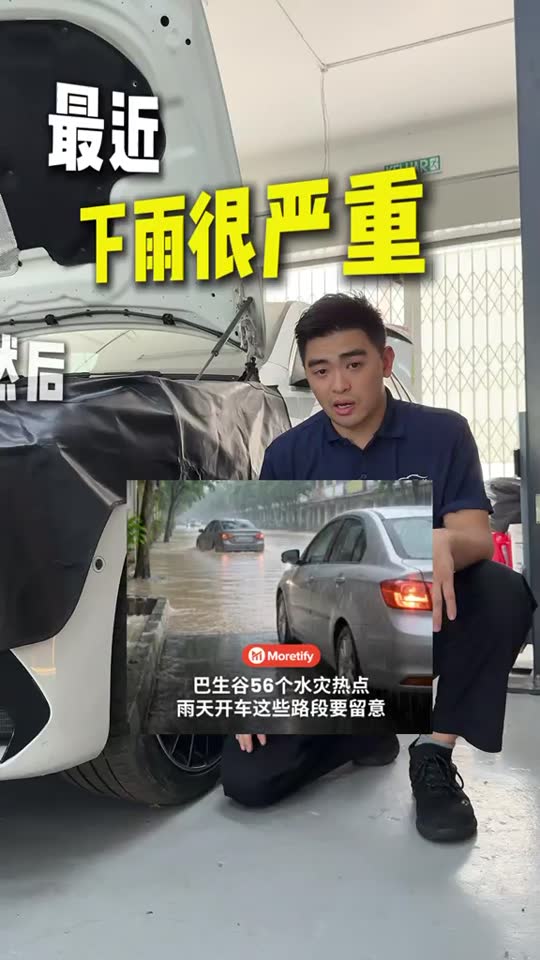 最近
下雨很严重
然后
KELUAR
Moretify
巴生谷56个水灾热点
雨天开车这些路段要留意